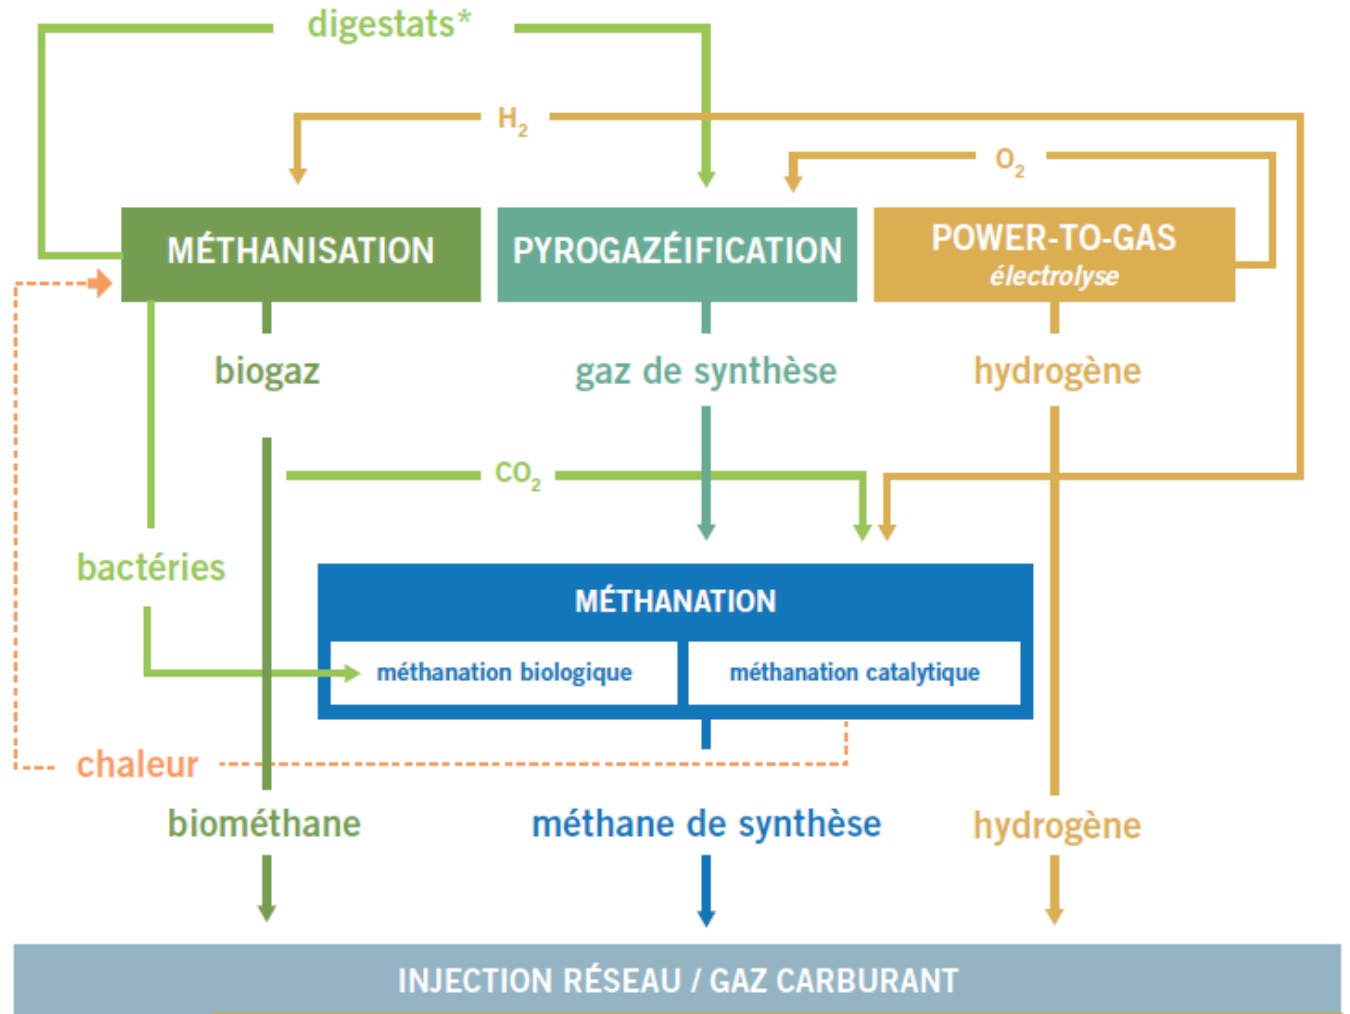 digestats*
H₂
O₂
MÉTHANISATION
PYROGAZÉIFICATION
POWER-TO-GAS
électrolyse
biogaz
gaz de synthèse
hydrogène
CO₂
bactéries
MÉTHANATION
méthanation biologique
méthanation catalytique
chaleur
biométhane
méthane de synthèse
hydrogène
INJECTION RÉSEAU / GAZ CARBURANT